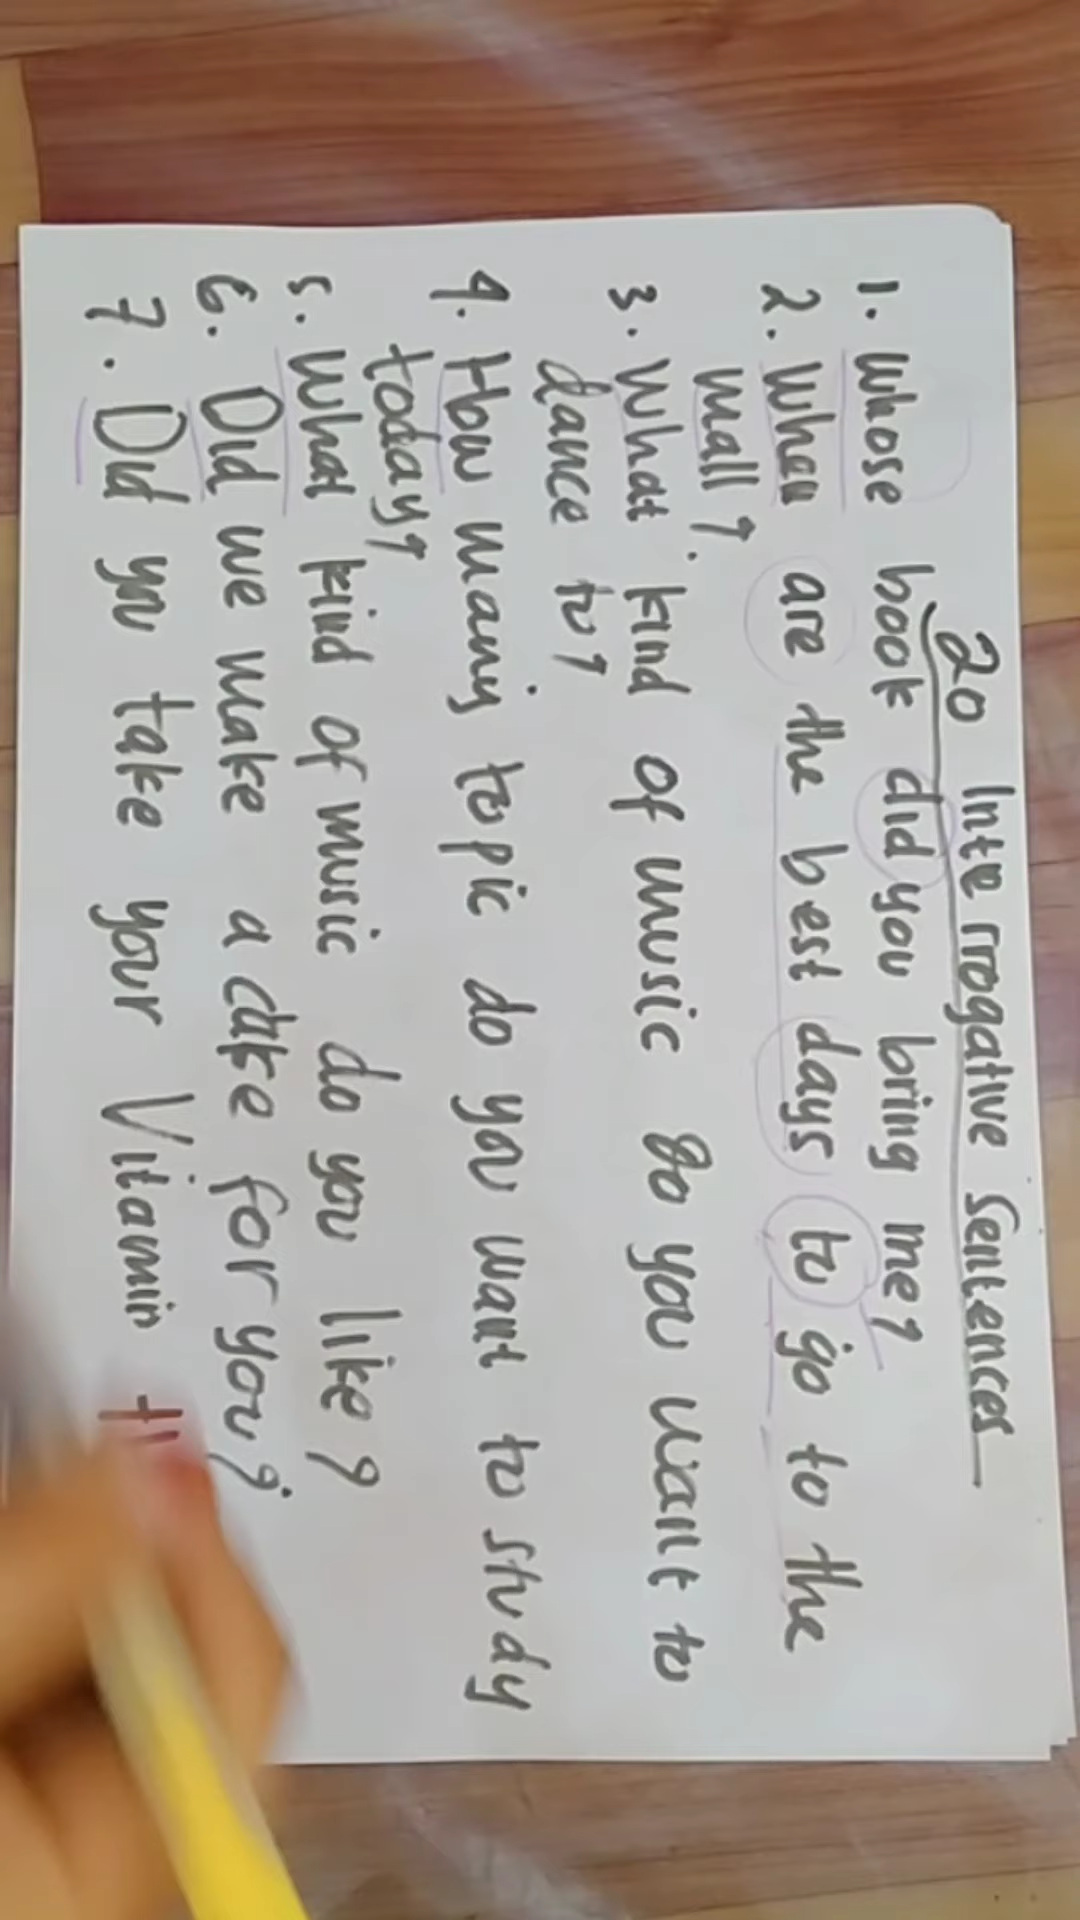 20 Interrogative Sentences
1. Whose book did you bring me?
2. When are the best days to go to the
mall?
3. What kind of music do you want to
dance to?
4. How many topic do you want to study
today?
5. What kind of music do you like?
6. Did we make a cake for you?
7. Did you take your Vitamin